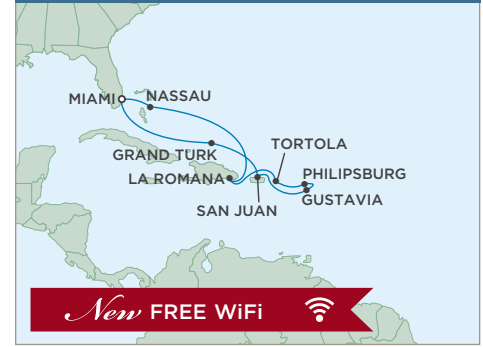 MIAMI
NASSAU
GRAND TURK
TORTOLA
LA ROMANA
PHILIPSBURG
GUSTAVIA
SAN JUAN
New FREE WiFi